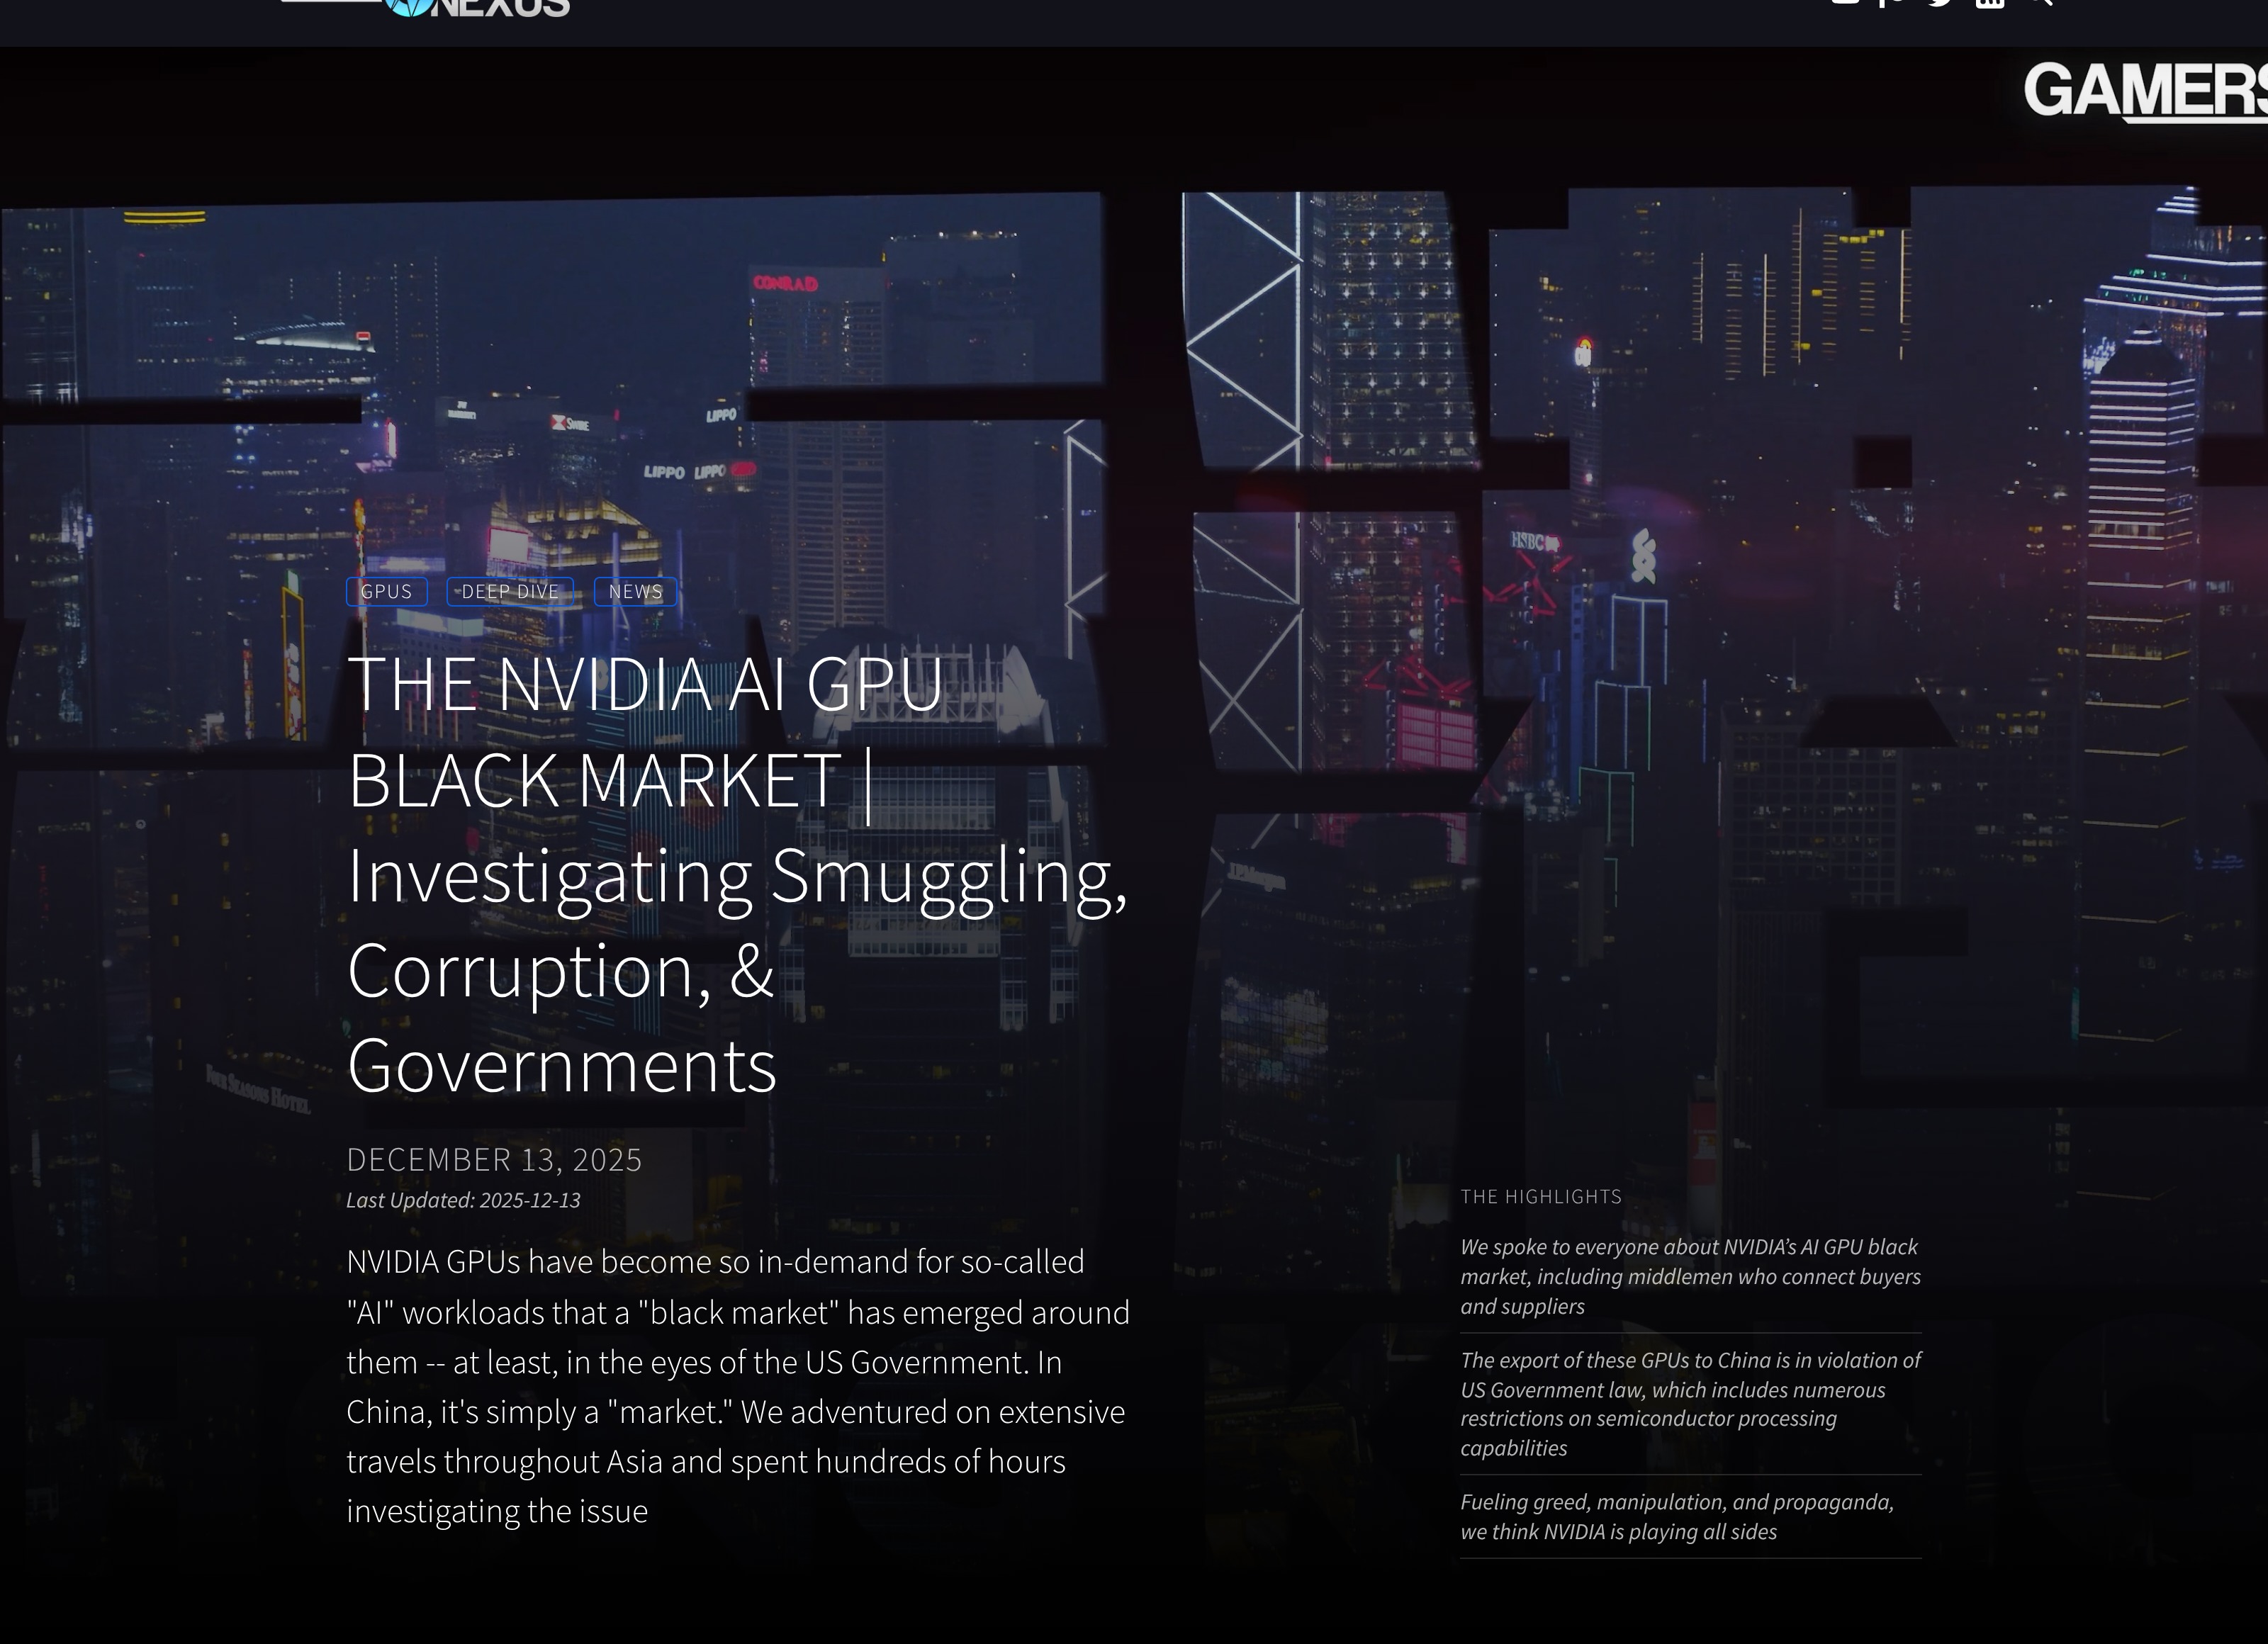 NEXUS
GAMERS
CONRAD
LIPPO
SWIRE
LIPPO LIPPO
HSBC
GPUS DEEP DIVE NEWS
THE NVIDIA AI GPU
BLACK MARKET |
Investigating Smuggling,
Corruption, &
Governments
J.P.Morgan
FOUR SEASONS HOTEL
DECEMBER 13, 2025
Last Updated: 2025-12-13
NVIDIA GPUs have become so in-demand for so-called
"AI" workloads that a "black market" has emerged around
them -- at least, in the eyes of the US Government. In
China, it's simply a "market." We adventured on extensive
travels throughout Asia and spent hundreds of hours
investigating the issue
THE HIGHLIGHTS
We spoke to everyone about NVIDIA’s AI GPU black
market, including middlemen who connect buyers
and suppliers
The export of these GPUs to China is in violation of
US Government law, which includes numerous
restrictions on semiconductor processing
capabilities
Fueling greed, manipulation, and propaganda,
we think NVIDIA is playing all sides